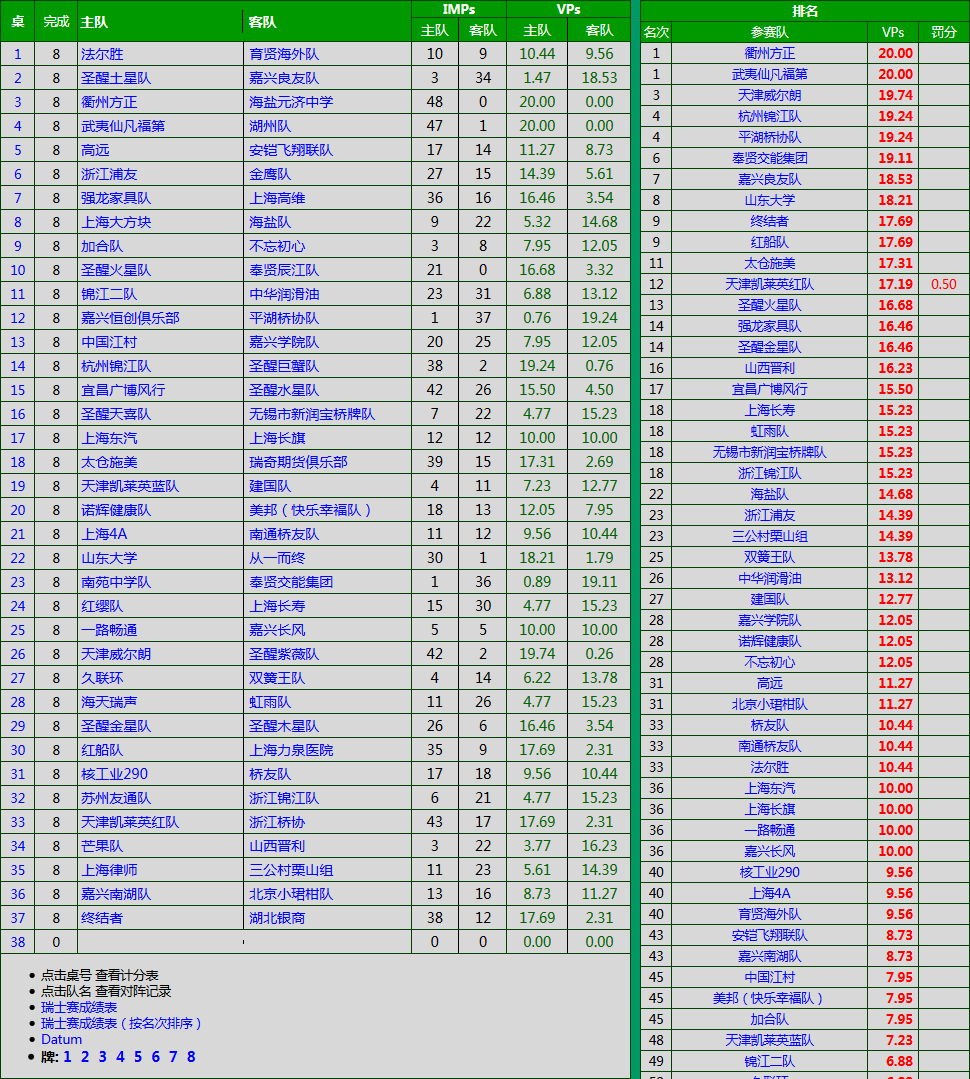 桌 完成 主队 客队 IMPs VPs
主队 客队 主队 客队
1 8 法尔胜 育贤海外队 10 9 10.44 9.56
2 8 圣醒土星队 嘉兴良友队 3 34 1.47 18.53
3 8 衢州方正 海盐元济中学 48 0 20.00 0.00
4 8 武夷仙凡福第 湖州队 47 1 20.00 0.00
5 8 高远 安铠飞翔联队 17 14 11.27 8.73
6 8 浙江浦友 金鹰队 27 15 14.39 5.61
7 8 强龙家具队 上海高维 36 16 16.46 3.54
8 8 上海大方块 海盐队 9 22 5.32 14.68
9 8 加合队 不忘初心 3 8 7.95 12.05
10 8 圣醒火星队 奉贤辰江队 21 0 16.68 3.32
11 8 锦江二队 中华润滑油 23 31 6.88 13.12
12 8 嘉兴恒创俱乐部 平湖桥协队 1 37 0.76 19.24
13 8 中国江村 嘉兴学院队 20 25 7.95 12.05
14 8 杭州锦江队 圣醒巨蟹队 38 2 19.24 0.76
15 8 宜昌广博风行 圣醒水星队 42 26 15.50 4.50
16 8 圣醒天喜队 无锡市新润宝桥牌队 7 22 4.77 15.23
17 8 上海东汽 上海长旗 12 12 10.00 10.00
18 8 太仓施美 瑞奇期货俱乐部 39 15 17.31 2.69
19 8 天津凯莱英蓝队 建国队 4 11 7.23 12.77
20 8 诺辉健康队 美邦（快乐幸福队） 18 13 12.05 7.95
21 8 上海4A 南通桥友队 11 12 9.56 10.44
22 8 山东大学 从一而终 30 1 18.21 1.79
23 8 南苑中学队 奉贤交能集团 1 36 0.89 19.11
24 8 红缨队 上海长寿 15 30 4.77 15.23
25 8 一路畅通 嘉兴长风 5 5 10.00 10.00
26 8 天津威尔朗 圣醒紫薇队 42 2 19.74 0.26
27 8 久联环 双簧王队 4 14 6.22 13.78
28 8 海天瑞声 虹雨队 11 26 4.77 15.23
29 8 圣醒金星队 圣醒木星队 26 6 16.46 3.54
30 8 红船队 上海力泉医院 35 9 17.69 2.31
31 8 核工业290 桥友队 17 18 9.56 10.44
32 8 苏州友通队 浙江锦江队 6 21 4.77 15.23
33 8 天津凯莱英红队 浙江桥协 43 17 17.69 2.31
34 8 芒果队 山西晋利 3 22 3.77 16.23
35 8 上海律师 三公村栗山组 11 23 5.61 14.39
36 8 嘉兴南湖队 北京小珺柑队 13 16 8.73 11.27
37 8 终结者 湖北银商 38 12 17.69 2.31
38 0 0 0 0.00 0.00
点击桌号 查看计分表
点击队名 查看对阵记录
瑞士赛成绩表
瑞士赛成绩表（按名次排序）
Datum
牌: 1 2 3 4 5 6 7 8
排名
名次 参赛队 VPs 罚分
1 衢州方正 20.00
1 武夷仙凡福第 20.00
3 天津威尔朗 19.74
4 杭州锦江队 19.24
4 平湖桥协队 19.24
6 奉贤交能集团 19.11
7 嘉兴良友队 18.53
8 山东大学 18.21
9 终结者 17.69
9 红船队 17.69
11 太仓施美 17.31
12 天津凯莱英红队 17.19 0.50
13 圣醒火星队 16.68
14 强龙家具队 16.46
14 圣醒金星队 16.46
16 山西晋利 16.23
17 宜昌广博风行 15.50
18 上海长寿 15.23
18 虹雨队 15.23
18 无锡市新润宝桥牌队 15.23
18 浙江锦江队 15.23
22 海盐队 14.68
23 浙江浦友 14.39
23 三公村栗山组 14.39
25 双簧王队 13.78
26 中华润滑油 13.12
27 建国队 12.77
28 嘉兴学院队 12.05
28 诺辉健康队 12.05
28 不忘初心 12.05
31 高远 11.27
31 北京小珺柑队 11.27
33 桥友队 10.44
33 南通桥友队 10.44
33 法尔胜 10.44
36 上海东汽 10.00
36 上海长旗 10.00
36 一路畅通 10.00
36 嘉兴长风 10.00
40 核工业290 9.56
40 上海4A 9.56
40 育贤海外队 9.56
43 安铠飞翔联队 8.73
43 嘉兴南湖队 8.73
45 中国江村 7.95
45 美邦（快乐幸福队） 7.95
45 加合队 7.95
48 天津凯莱英蓝队 7.23
49 锦江二队 6.88